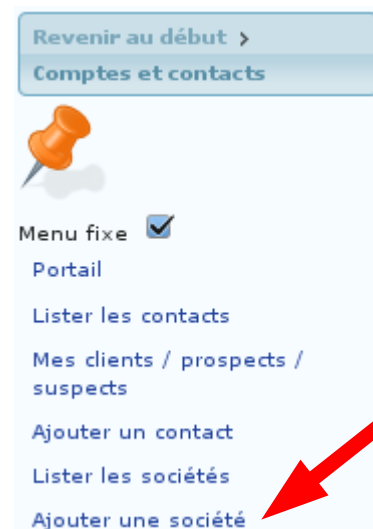 Revenir au début >
Comptes et contacts
Menu fixe
Portail
Lister les contacts
Mes clients / prospects /
suspects
Ajouter un contact
Lister les sociétés
Ajouter une société